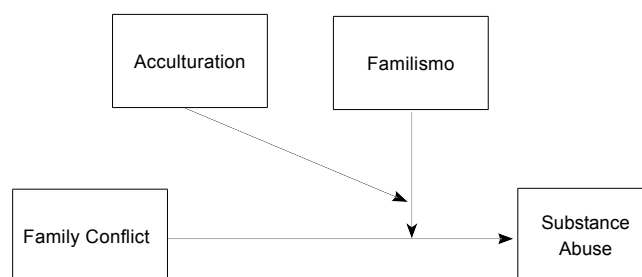 Acculturation
Familismo
Family Conflict
Substance
Abuse